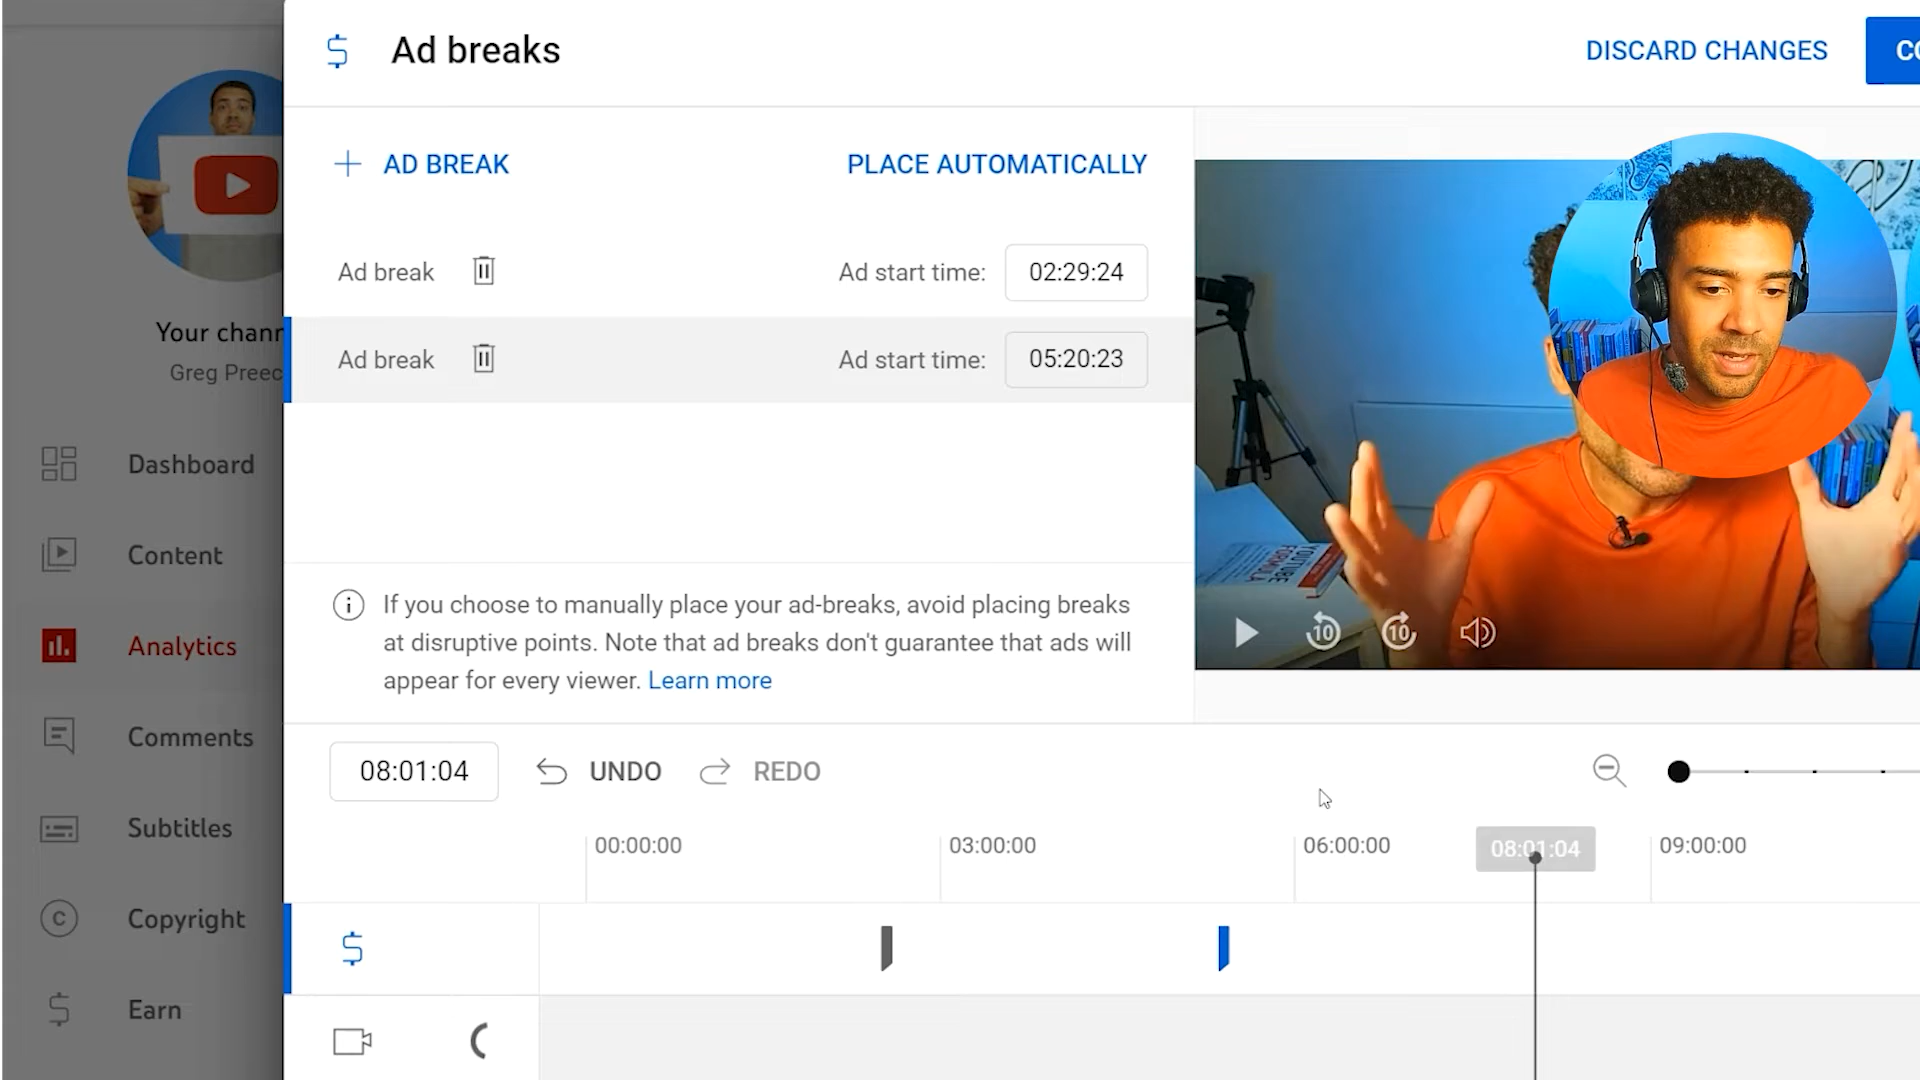 Ad breaks
DISCARD CHANGES
AD BREAK
PLACE AUTOMATICALLY
Ad break
Ad start time:
02:29:24
Ad break
Ad start time:
05:20:23
Your chann
Greg Preec
Dashboard
Content
Analytics
Comments
Subtitles
Copyright
Earn
If you choose to manually place your ad-breaks, avoid placing breaks
at disruptive points. Note that ad breaks don't guarantee that ads will
appear for every viewer. Learn more
YOUTUBE
FORMULA
10
10
08:01:04
UNDO
REDO
00:00:00
03:00:00
06:00:00
08:01:04
09:00:00